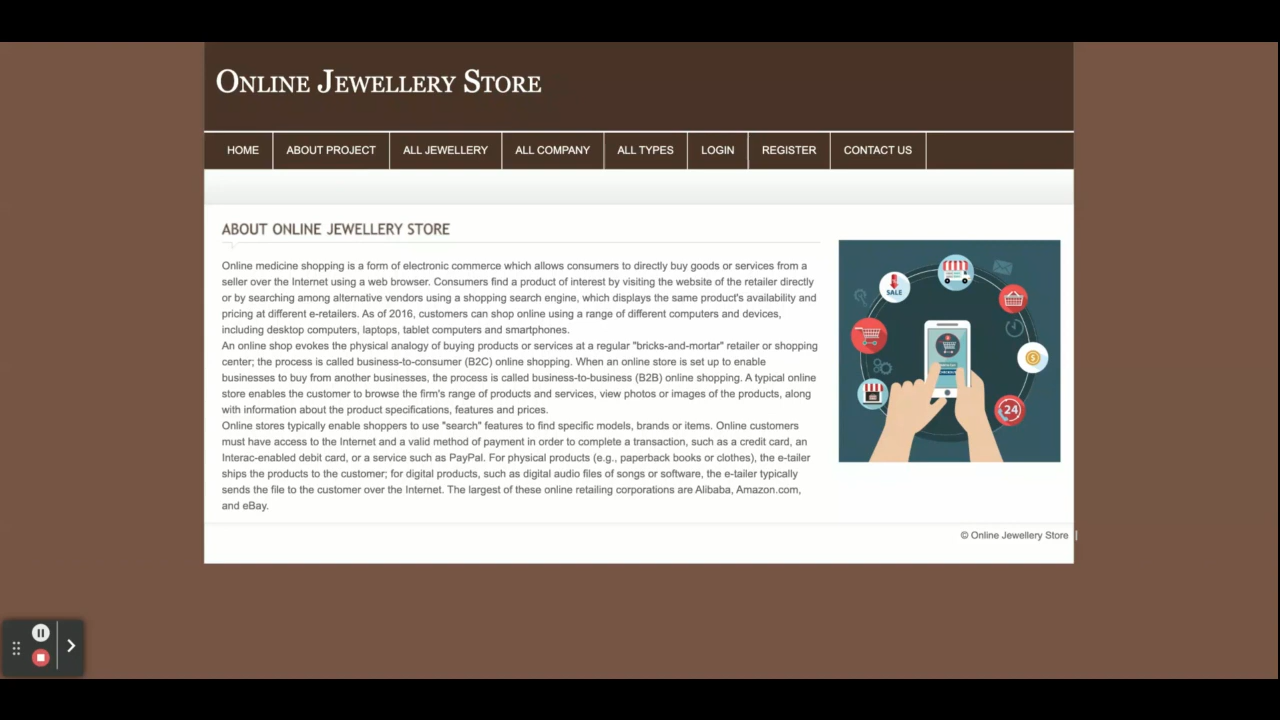 Online Jewellery Store
HOME
ABOUT PROJECT
ALL JEWELLERY
ALL COMPANY
ALL TYPES
LOGIN
REGISTER
CONTACT US
ABOUT ONLINE JEWELLERY STORE
Online medicine shopping is a form of electronic commerce which allows consumers to directly buy goods or services from a
seller over the Internet using a web browser. Consumers find a product of interest by visiting the website of the retailer directly
or by searching among alternative vendors using a shopping search engine, which displays the same product's availability and
pricing at different e-retailers. As of 2016, customers can shop online using a range of different computers and devices,
including desktop computers, laptops, tablet computers and smartphones.
An online shop evokes the physical analogy of buying products or services at a regular "bricks-and-mortar" retailer or shopping
center; the process is called business-to-consumer (B2C) online shopping. When an online store is set up to enable
businesses to buy from another businesses, the process is called business-to-business (B2B) online shopping. A typical online
store enables the customer to browse the firm's range of products and services, view photos or images of the products, along
with information about the product specifications, features and prices.
Online stores typically enable shoppers to use "search" features to find specific models, brands or items. Online customers
must have access to the Internet and a valid method of payment in order to complete a transaction, such as a credit card, an
Interac-enabled debit card, or a service such as PayPal. For physical products (e.g., paperback books or clothes), the e-tailer
ships the products to the customer; for digital products, such as digital audio files of songs or software, the e-tailer typically
sends the file to the customer over the Internet. The largest of these online retailing corporations are Alibaba, Amazon.com,
and eBay.
SALE
24
© Online Jewellery Store |